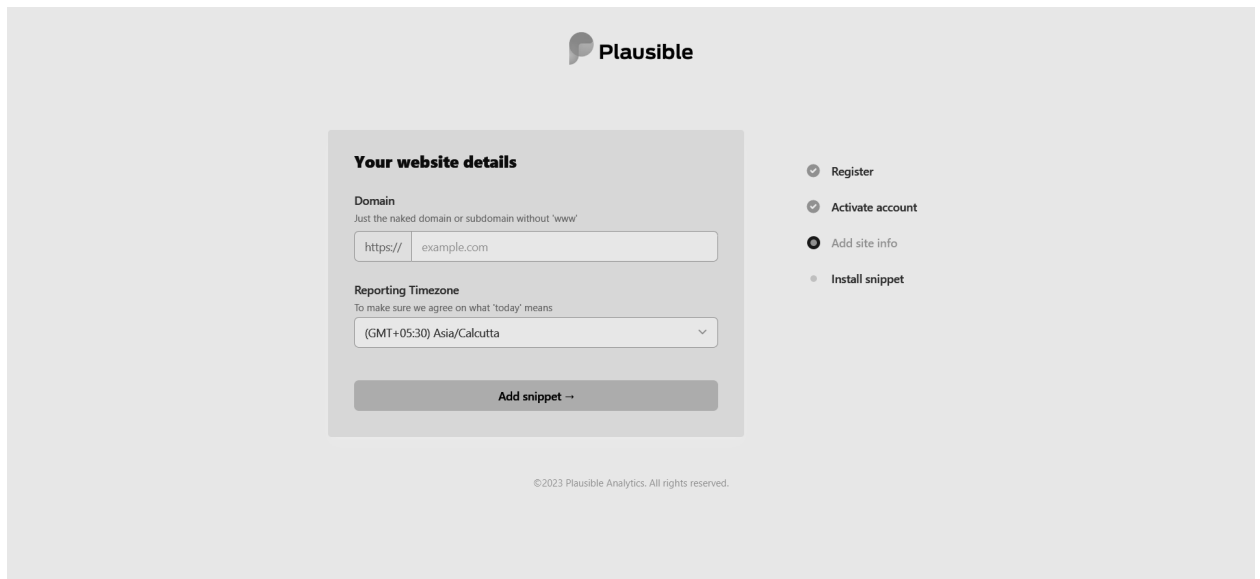 Plausible
Your website details
Domain
Just the naked domain or subdomain without 'www'
https:// example.com
Reporting Timezone
To make sure we agree on what 'today' means
(GMT+05:30) Asia/Calcutta
Add snippet →
Register
Activate account
Add site info
Install snippet
©2023 Plausible Analytics. All rights reserved.